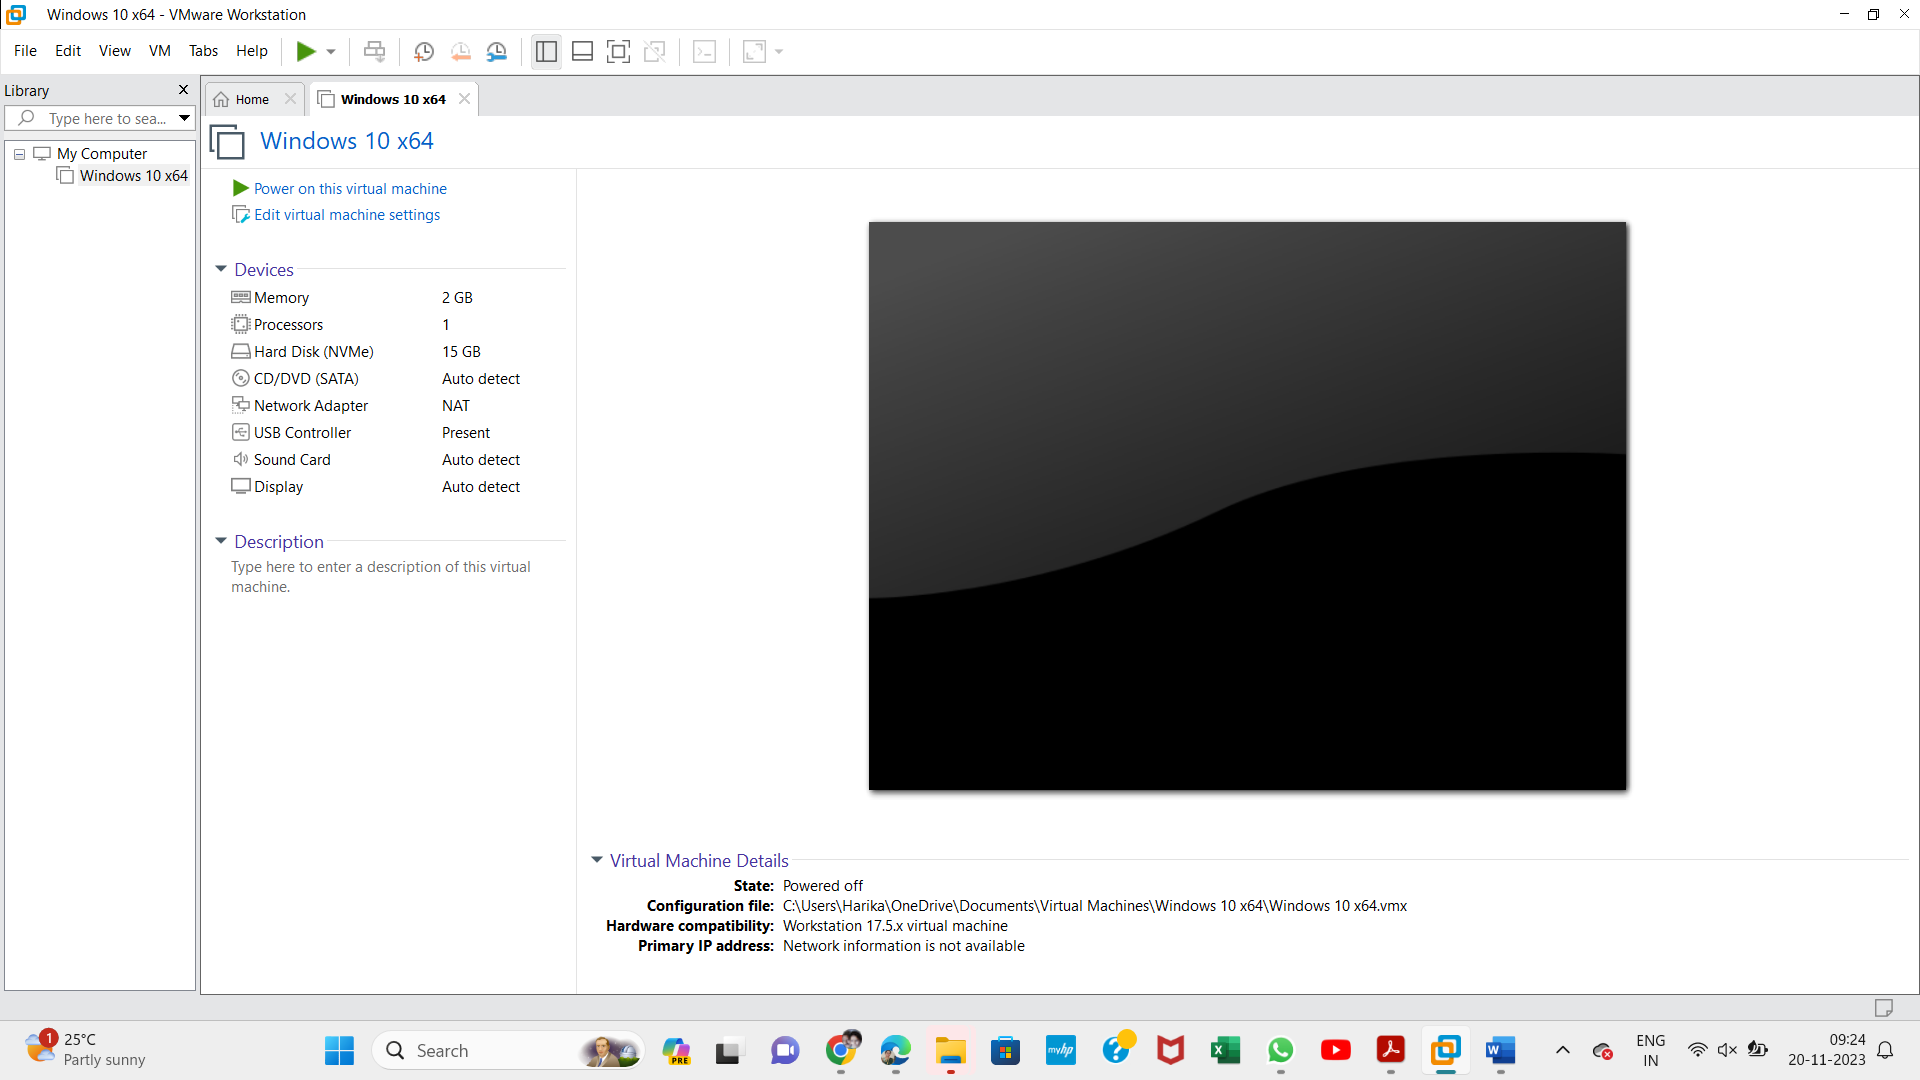 Windows 10 x64 - VMware Workstation
File Edit View VM Tabs Help
Library
Type here to sea...
My Computer
Windows 10 x64
Home
Windows 10 x64
Windows 10 x64
Power on this virtual machine
Edit virtual machine settings
Devices
Memory 2 GB
Processors 1
Hard Disk (NVMe) 15 GB
CD/DVD (SATA) Auto detect
Network Adapter NAT
USB Controller Present
Sound Card Auto detect
Display Auto detect
Description
Type here to enter a description of this virtual
machine.
Virtual Machine Details
State: Powered off
Configuration file: C:\Users\Harika\OneDrive\Documents\Virtual Machines\Windows 10 x64\Windows 10 x64.vmx
Hardware compatibility: Workstation 17.5.x virtual machine
Primary IP address: Network information is not available
1
25°C
Partly sunny
Search
PRE
myhp
ENG
IN
09:24
20-11-2023